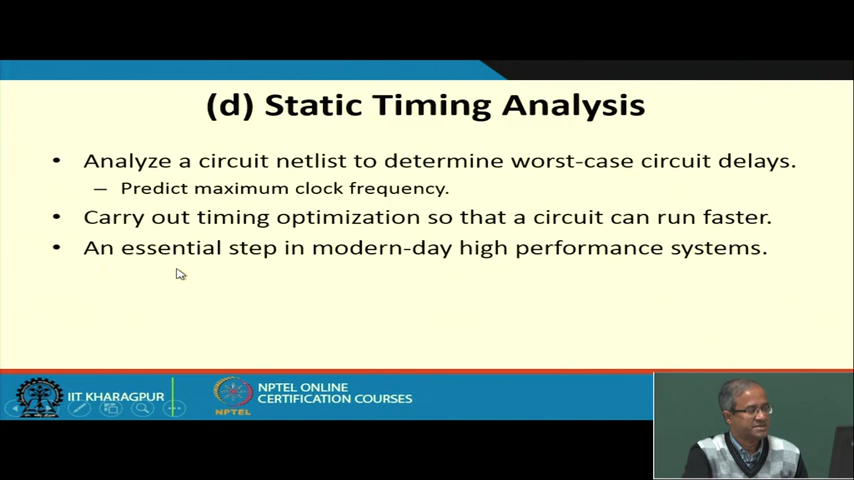 (d) Static Timing Analysis
• Analyze a circuit netlist to determine worst-case circuit delays.
– Predict maximum clock frequency.
• Carry out timing optimization so that a circuit can run faster.
• An essential step in modern-day high performance systems.
IIT KHARAGPUR
NPTEL
NPTEL ONLINE
CERTIFICATION COURSES